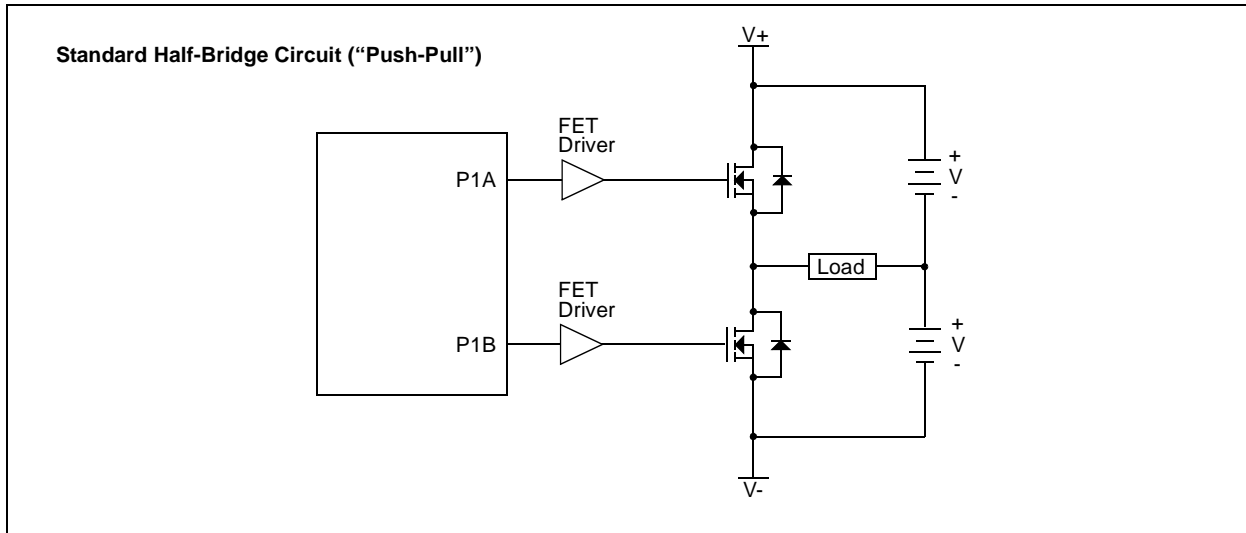 Standard Half-Bridge Circuit (“Push-Pull”)
V+
FET
Driver
P1A
+
V
-
Load
FET
Driver
P1B
+
V
-
V-